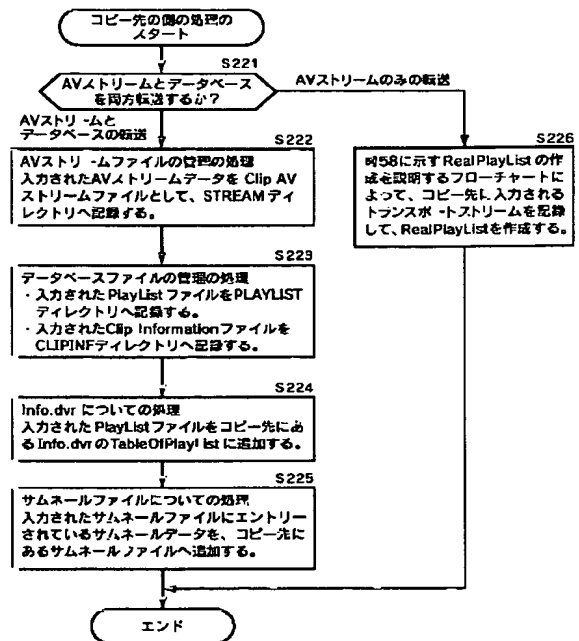 コピー先の側の処理の
スタート
S221
AVストリームとデータベース
を両方転送するか?
AVストリームのみの転送
AVストリームと
データベースの転送
S222
AVストリームファイルの管理の処理
入力されたAVストリームデータを Clip AV
ストリームファイルとして、STREAMディ
レクトリへ記録する。
S226
図58に示すRealPlayListの作
成を説明するフローチャートに
よって、コピー先に入力される
トランスポートストリームを記録
して、RealPlayListを作成する。
S223
データベースファイルの管理の処理
・入力された PlayList ファイルをPLAYLIST
ディレクトリへ記録する。
・入力されたClip Informationファイルを
CLIPINFディレクトリへ記録する。
S224
Info.dvr についての処理
入力された PlayListファイルをコピー先にあ
る Info.dvr のTableOfPlayListに追加する。
S225
サムネールファイルについての処理
入力されたサムネールファイルにエントリー
されているサムネールデータを、コピー先に
あるサムネールファイルへ追加する。
エンド